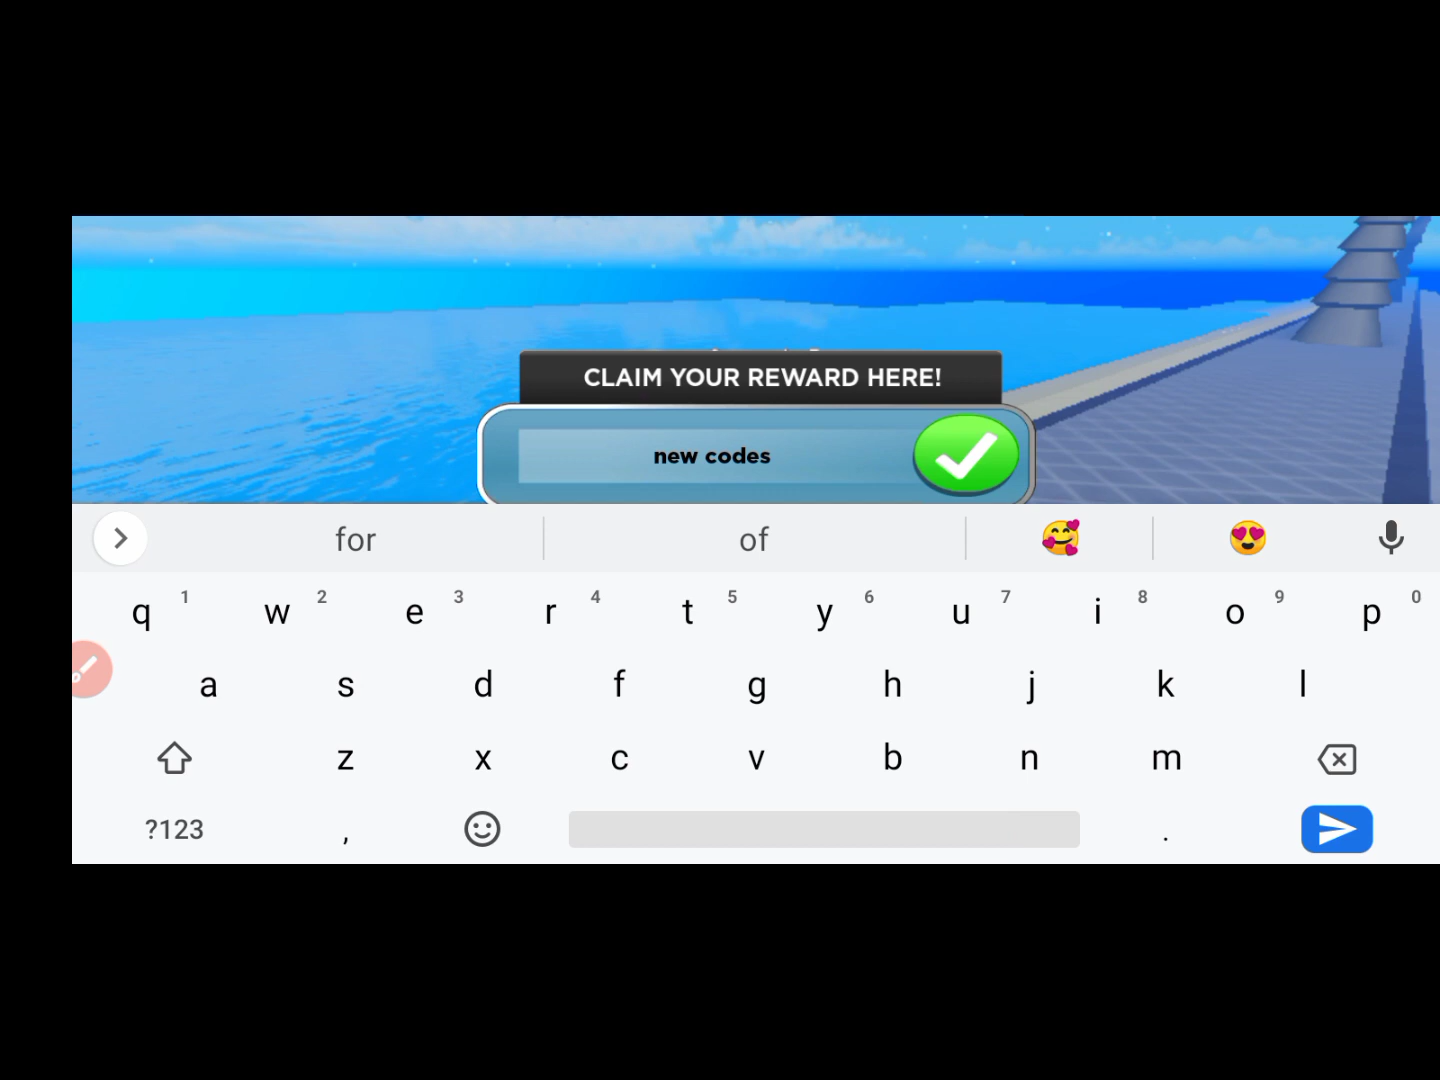 CLAIM YOUR REWARD HERE!
new codes
for of
q 1 w 2 e 3 r 4 t 5 y 6 u 7 i 8 o 9 p 0
a s d f g h j k l
z x c v b n m
?123 , .